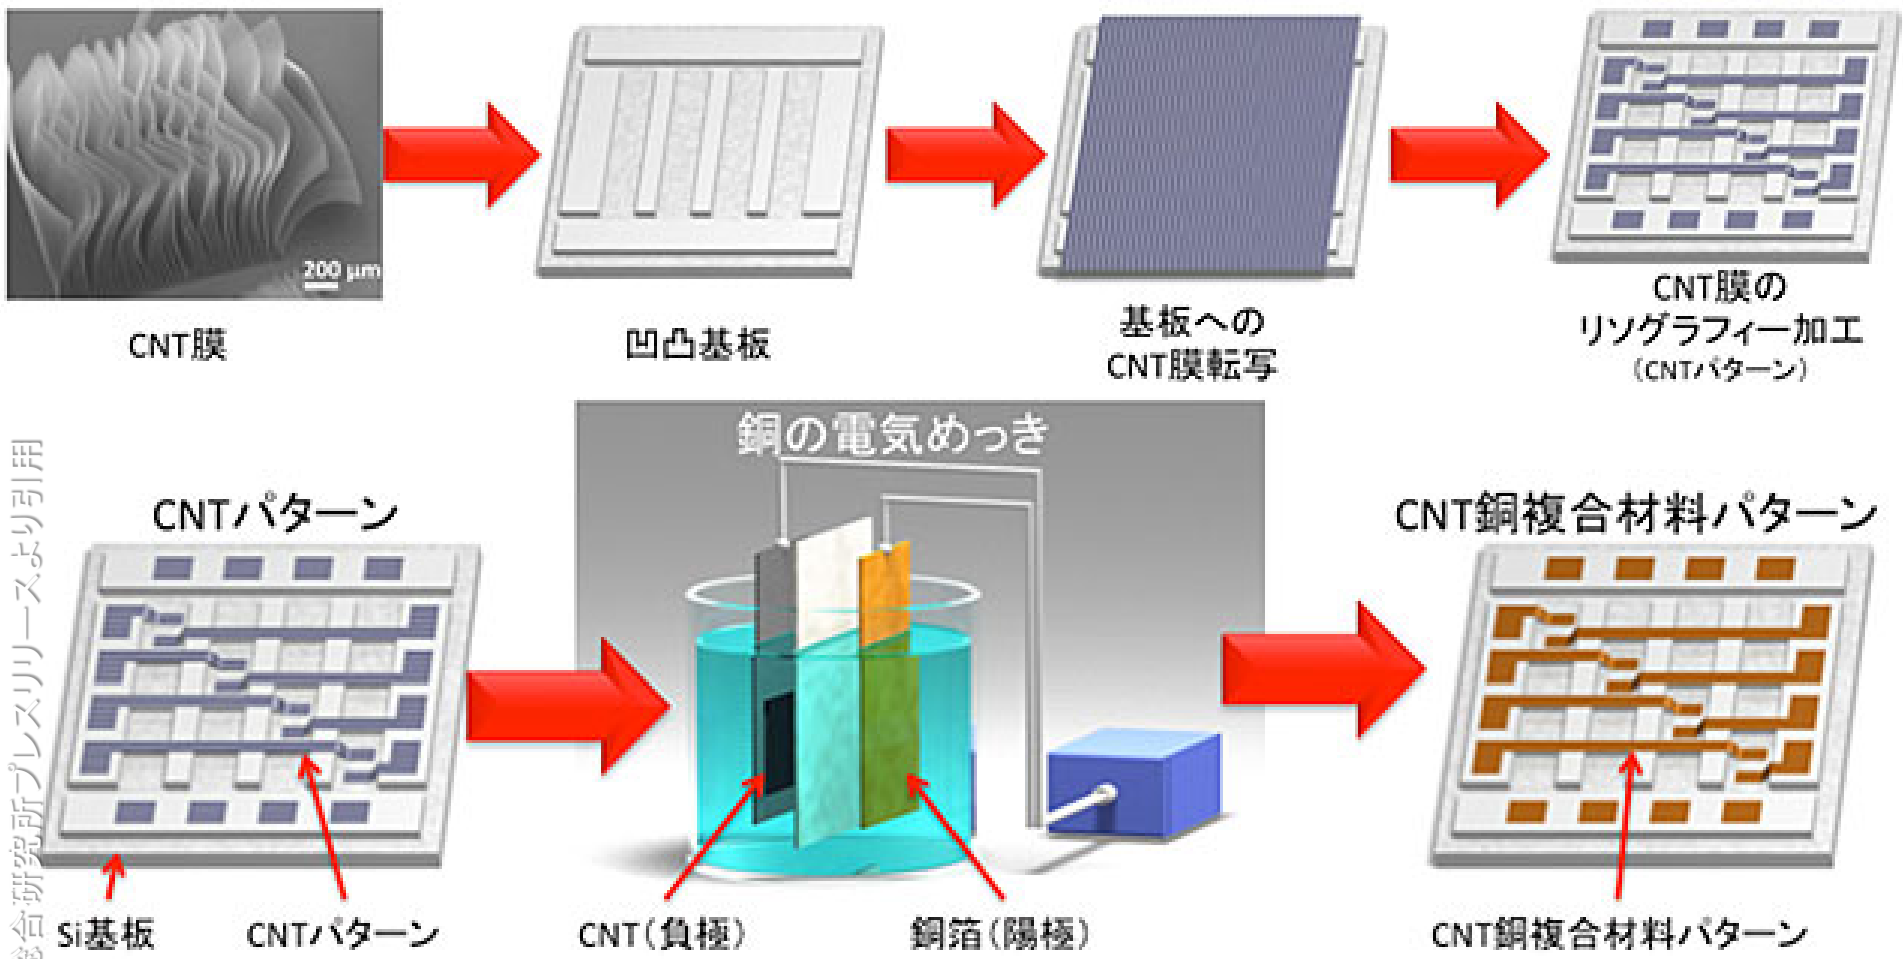 200 μm
CNT膜
凹凸基板
基板への
CNT膜転写
CNT膜の
リソグラフィー加工
（CNTパターン）
銅の電気めっき
CNTパターン
CNT銅複合材料パターン
Si基板
CNTパターン
CNT（負極）
銅箔（陽極）
CNT銅複合材料パターン
合研究所プレスリリースより引用